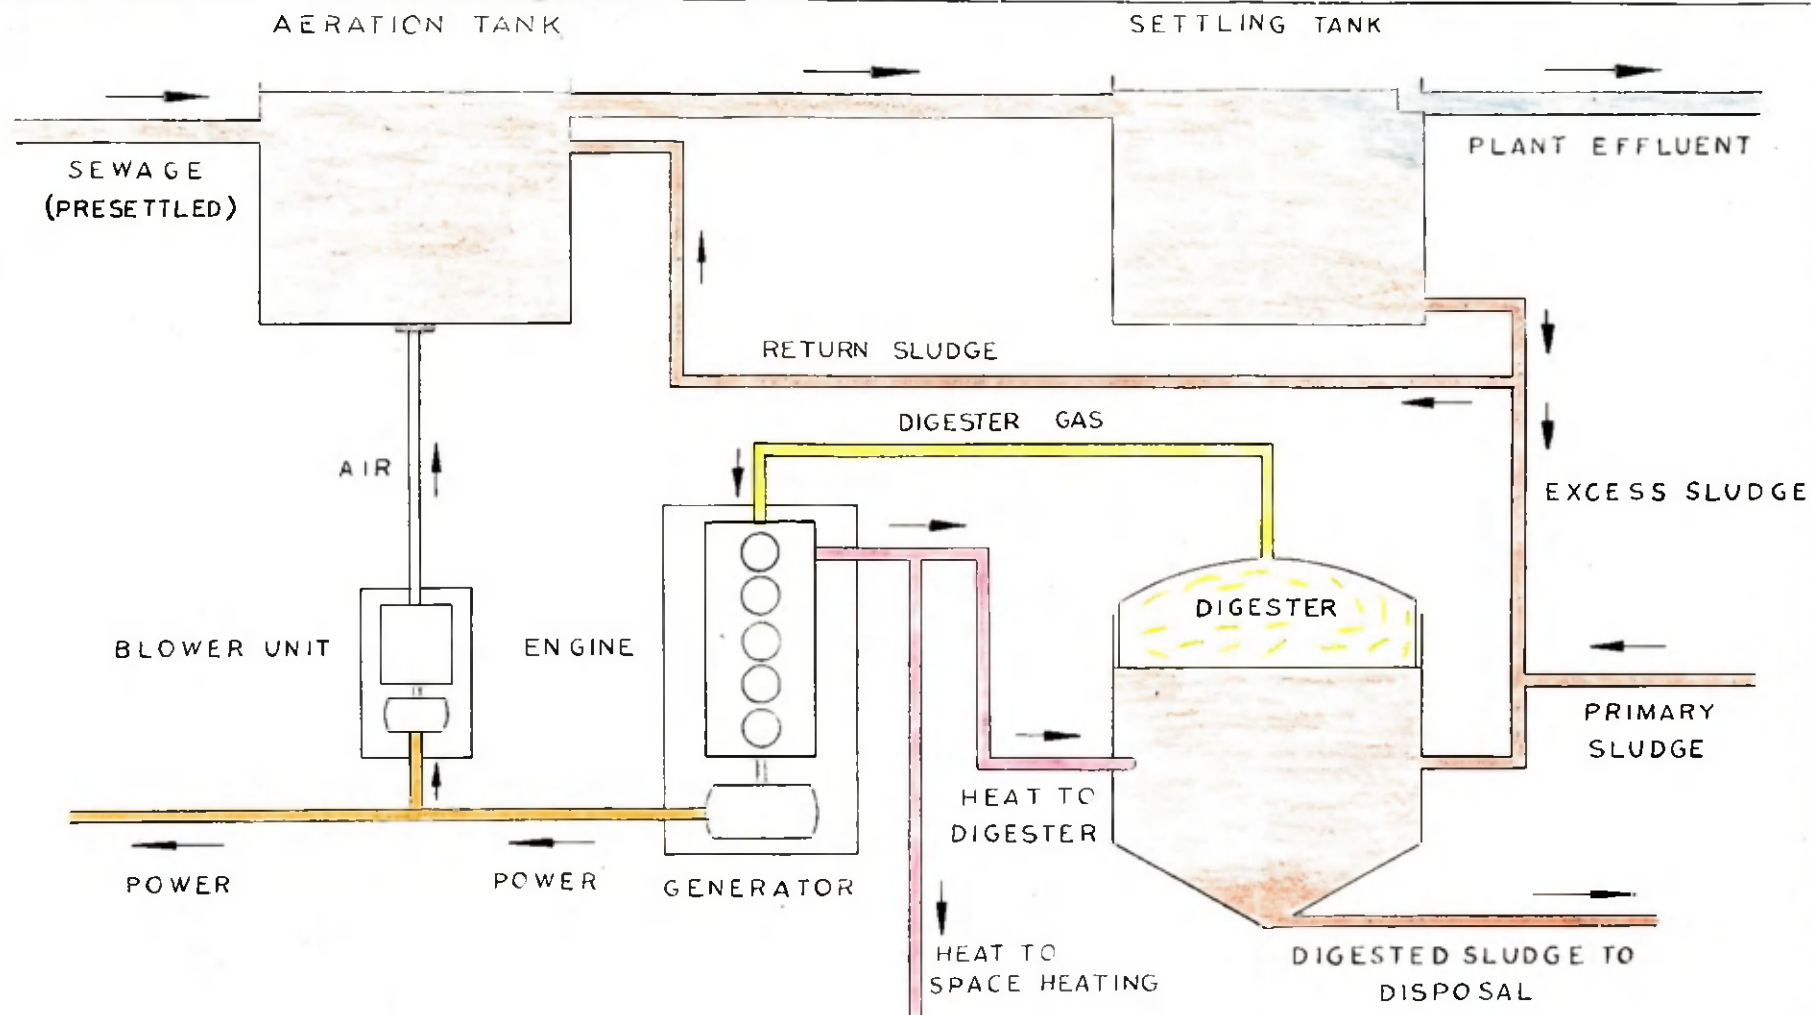 AERATION TANK
SETTLING TANK
SEWAGE
(PRESETTLED)
PLANT EFFLUENT
RETURN SLUDGE
DIGESTER GAS
AIR
EXCESS SLUDGE
BLOWER UNIT
ENGINE
DIGESTER
PRIMARY
SLUDGE
HEAT TO
DIGESTER
POWER
POWER
GENERATOR
HEAT TO
SPACE HEATING
DIGESTED SLUDGE TO
DISPOSAL